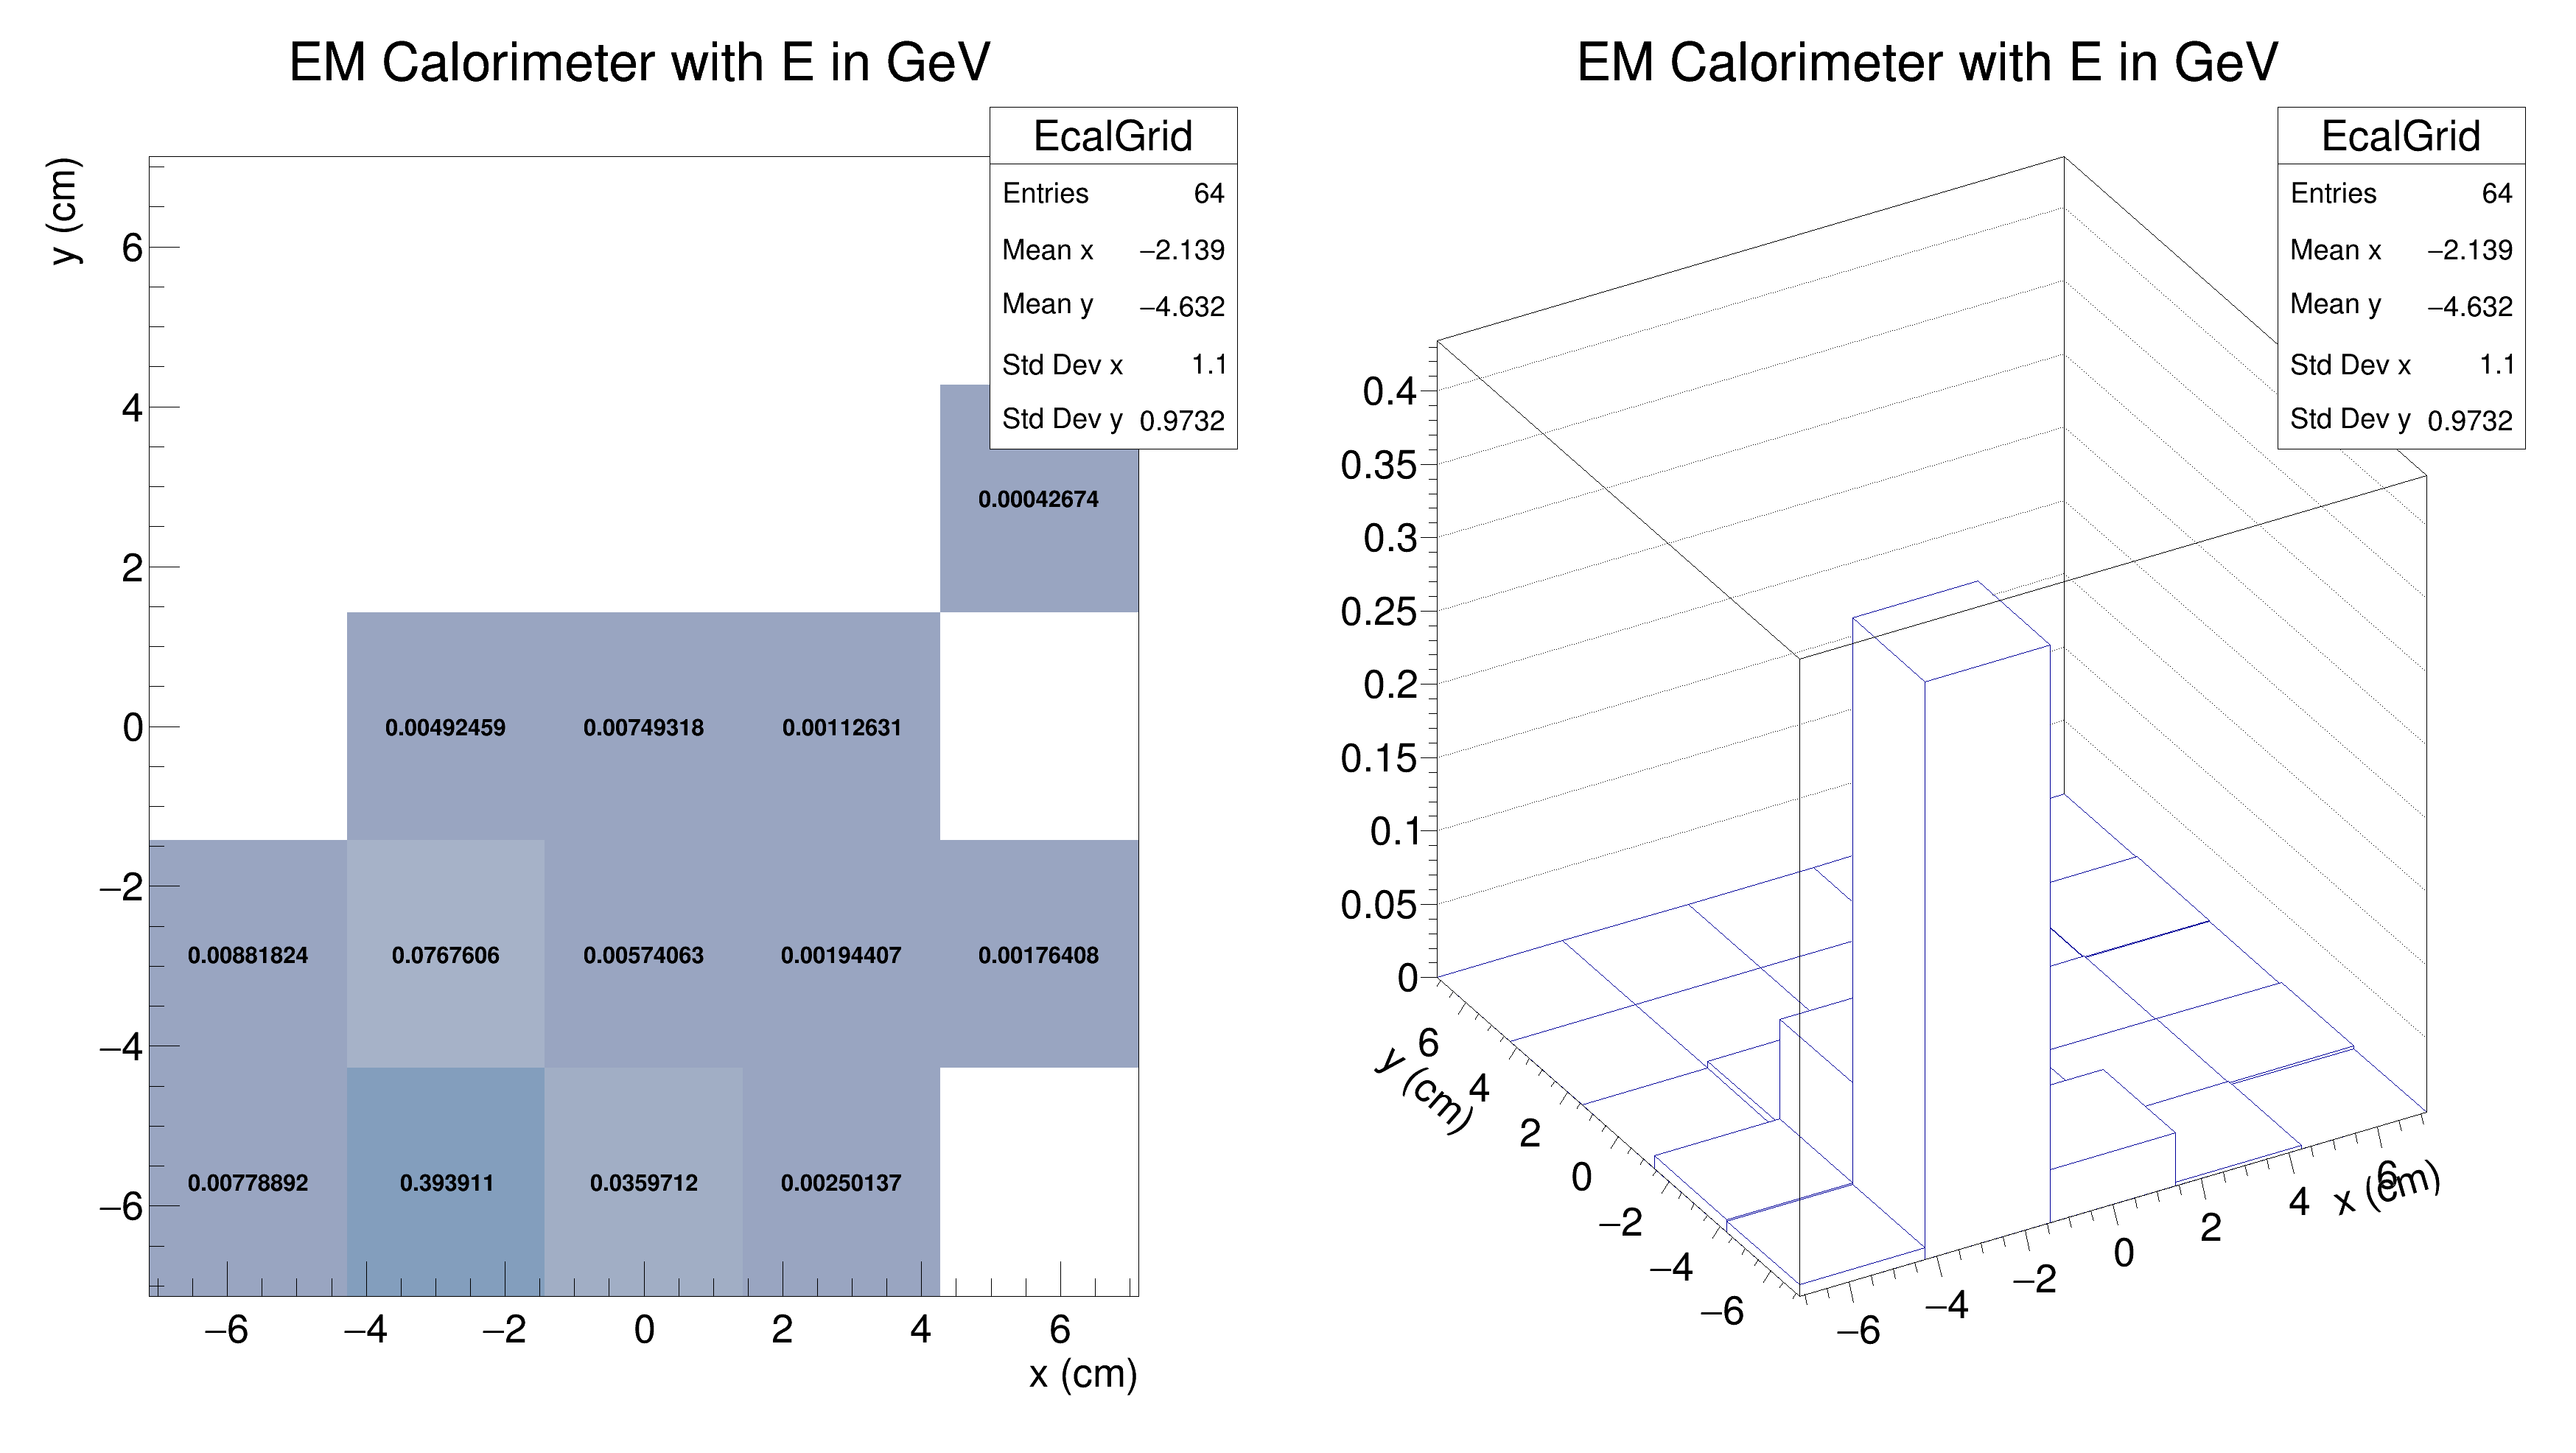 EM Calorimeter with E in GeV
EcalGrid
Entries 64
Mean x −2.139
Mean y −4.632
Std Dev x 1.1
Std Dev y 0.9732
y (cm)
6
4
2
0
−2
−4
−6
0.00042674
0.00492459 0.00749318 0.00112631
0.00881824 0.0767606 0.00574063 0.00194407 0.00176408
0.00778892 0.393911 0.0359712 0.00250137
−6 −4 −2 0 2 4 6
x (cm)
EM Calorimeter with E in GeV
EcalGrid
Entries 64
Mean x −2.139
Mean y −4.632
Std Dev x 1.1
Std Dev y 0.9732
0.4
0.35
0.3
0.25
0.2
0.15
0.1
0.05
0
y (cm)
6
4
2
0
−2
−4
−6
−6 −4 −2 0 2 4 6
x (cm)